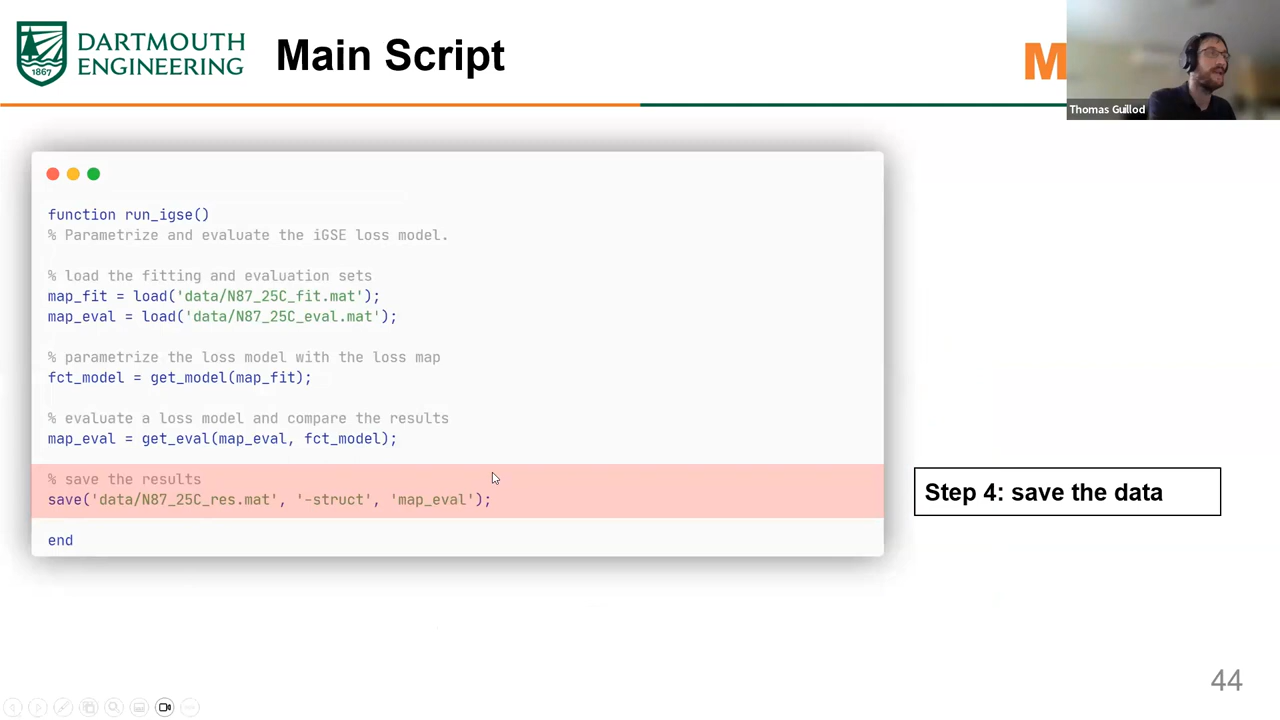 DARTMOUTH
ENGINEERING
1867
Main Script
M
Thomas Guillod
function run_igse()
% Parametrize and evaluate the iGSE loss model.
% load the fitting and evaluation sets
map_fit = load('data/N87_25C_fit.mat');
map_eval = load('data/N87_25C_eval.mat');
% parametrize the loss model with the loss map
fct_model = get_model(map_fit);
% evaluate a loss model and compare the results
map_eval = get_eval(map_eval, fct_model);
% save the results
save('data/N87_25C_res.mat', '-struct', 'map_eval');
end
Step 4: save the data
44